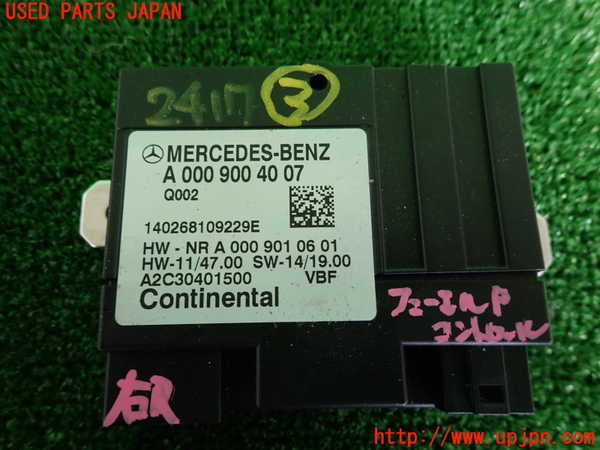 USED PARTS JAPAN
2417 3
MERCEDES-BENZ
A 000 900 40 07
Q002
140268109229E
HW - NR A 000 901 06 01
HW-11/47.00 SW-14/19.00
A2C30401500 VBF
Continental
フューエルP
コントロール
http://www.upjpn.com/